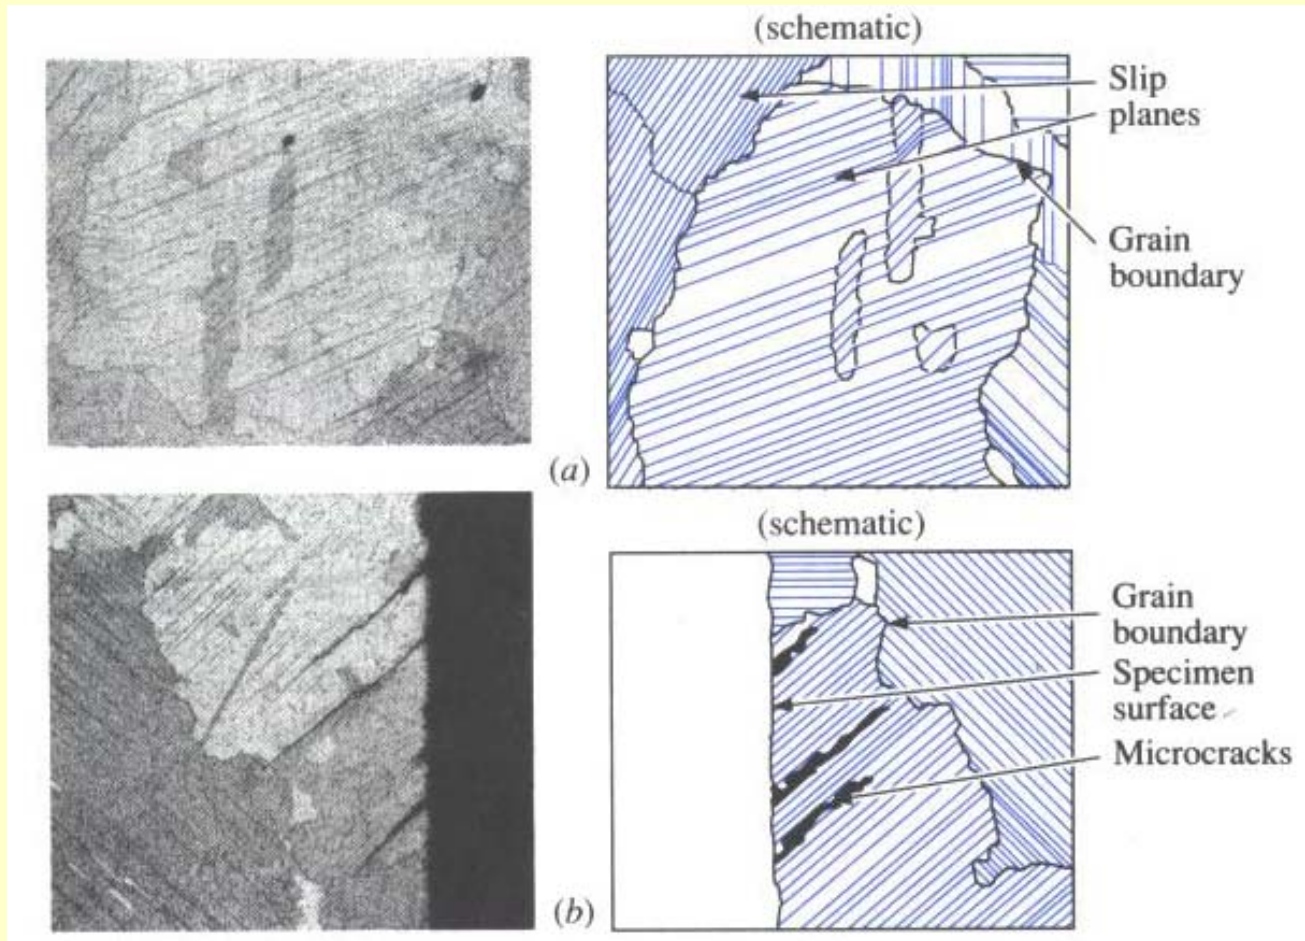 (schematic)
Slip
planes
Grain
boundary
(a)
(schematic)
Grain
boundary
Specimen
surface
Microcracks
(b)